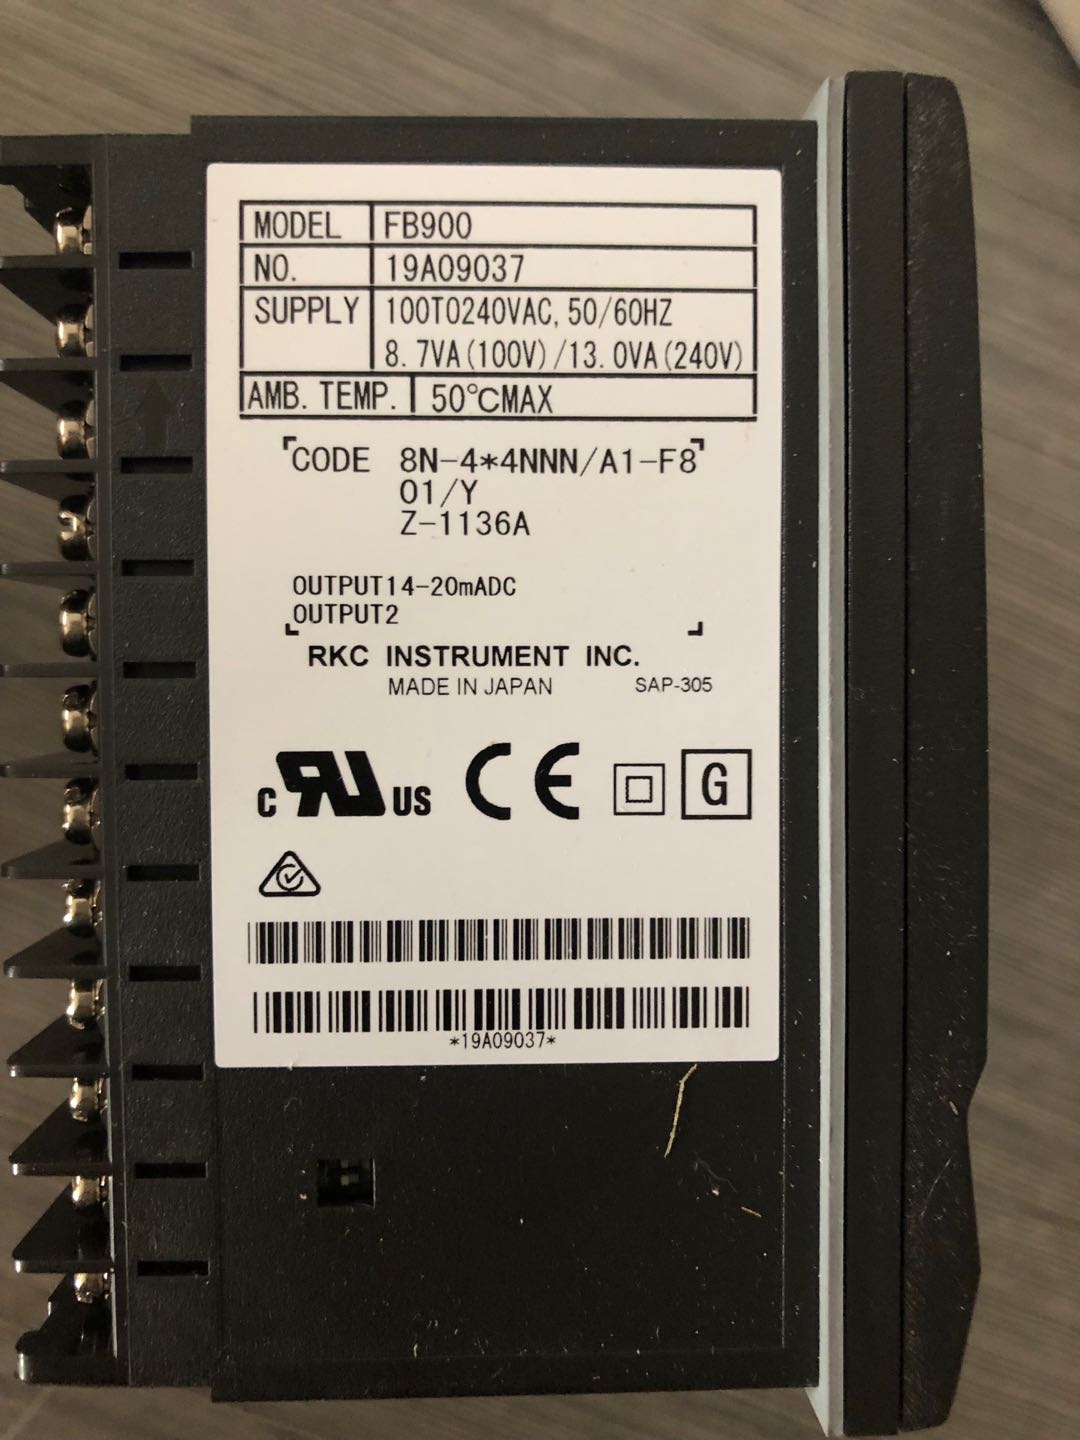 MODEL FB900
NO. 19A09037
SUPPLY 100TO240VAC, 50/60HZ
8.7VA(100V)/13.0VA(240V)
AMB. TEMP. 50℃MAX
CODE 8N-4*4NNN/A1-F8
01/Y
Z-1136A
OUTPUT14-20mADC
OUTPUT2
RKC INSTRUMENT INC.
MADE IN JAPAN SAP-305
c RU US CE G
*19A09037*